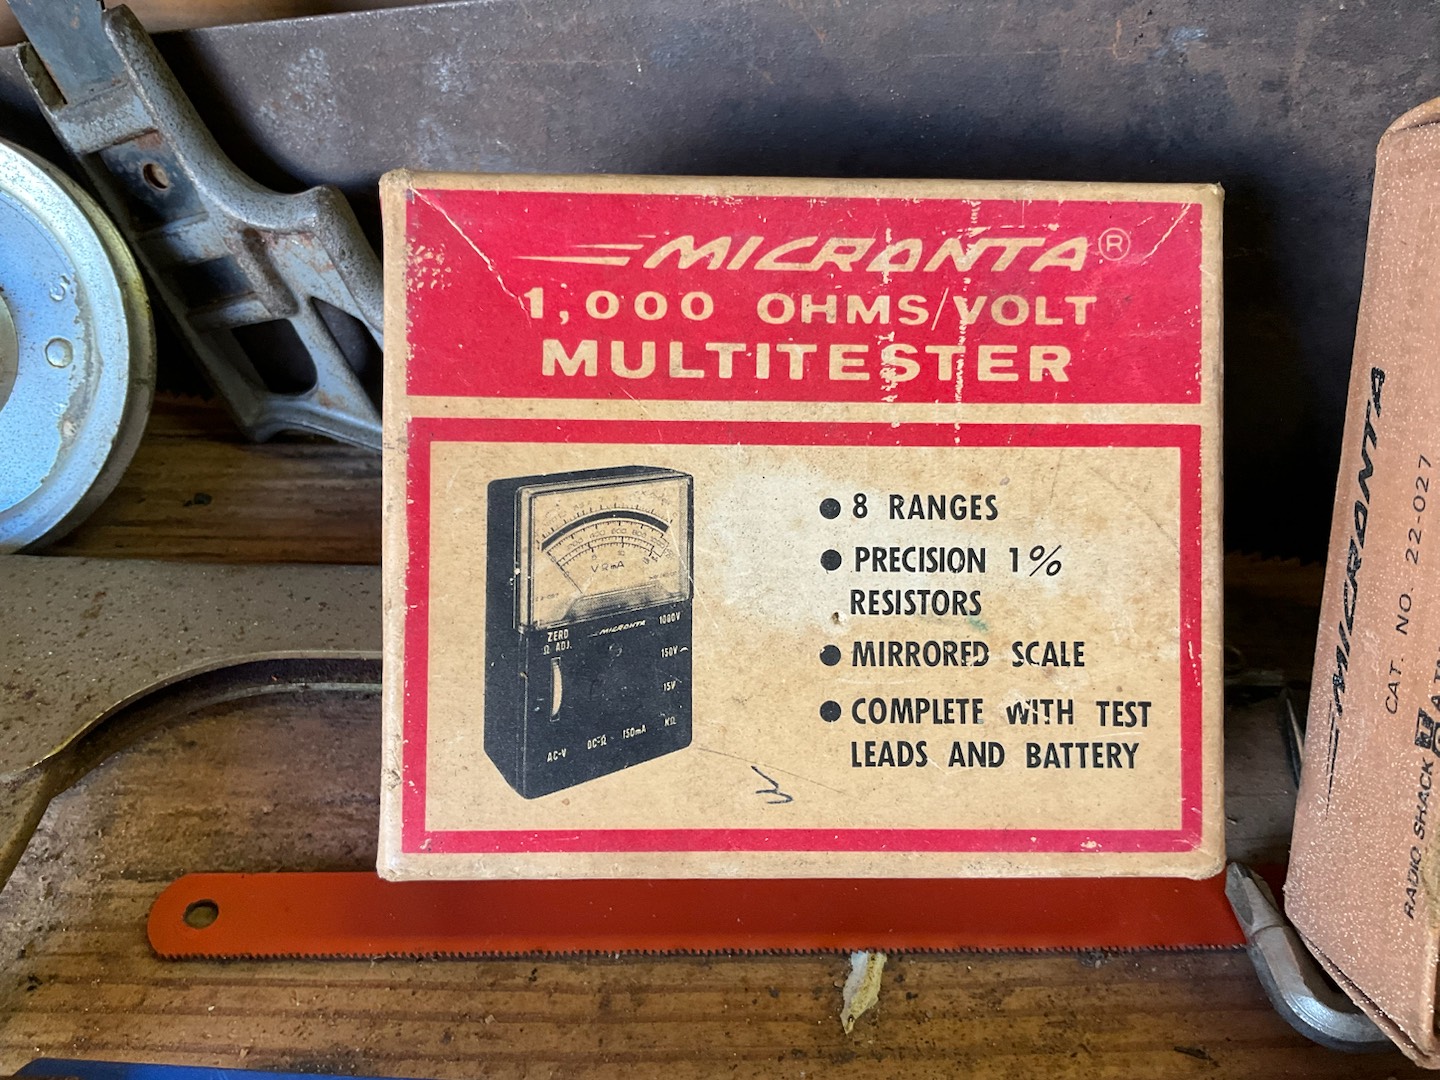 MICRONTA®
1,000 OHMS/VOLT
MULTITESTER
● 8 RANGES
● PRECISION 1%
RESISTORS
● MIRRORED SCALE
● COMPLETE WITH TEST
LEADS AND BATTERY
VΩmA
ZERO
Ω ADJ.
MICRONTA
1000V
150V
15V
KΩ
AC-V
DC-Ω
150mA
MICRONTA
CAT. NO. 22-027
RADIO SHACK